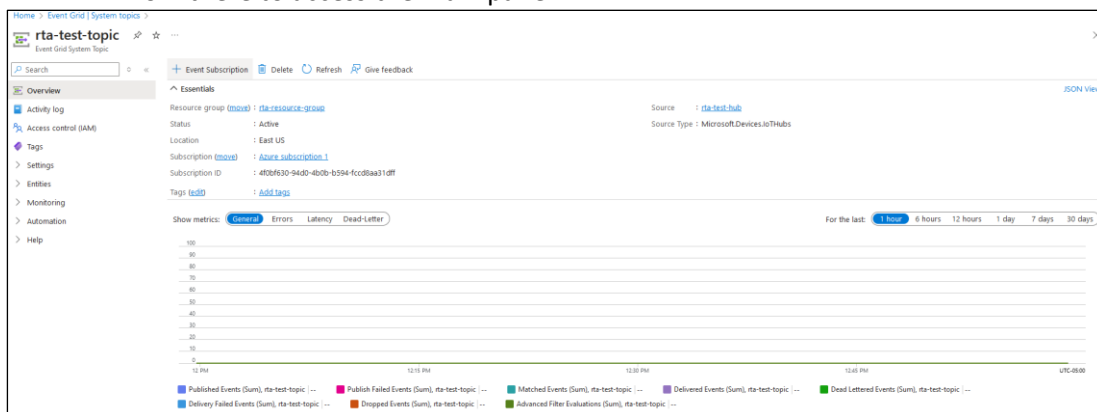 Home > Event Grid | System topics >
rta-test-topic
Event Grid System Topic
Search
+ Event Subscription Delete Refresh Give feedback
Overview
Activity log
Access control (IAM)
Tags
Settings
Entities
Monitoring
Automation
Help
Essentials
JSON View
Resource group (move) : rta-resource-group
Status : Active
Location : East US
Subscription (move) : Azure subscription 1
Subscription ID : 4f0bf630-94d0-4b0b-b594-fccd8aa31dff
Tags (edit) : Add tags
Source : rta-test-hub
Source Type : Microsoft.Devices.IoTHubs
Show metrics: General Errors Latency Dead-Letter
For the last: 1 hour 6 hours 12 hours 1 day 7 days 30 days
100
90
80
70
60
50
40
30
20
10
0
12 PM 12:15 PM 12:30 PM 12:45 PM UTC-05:00
Published Events (Sum), rta-test-topic | -- Publish Failed Events (Sum), rta-test-topic | -- Matched Events (Sum), rta-test-topic | -- Delivered Events (Sum), rta-test-topic | -- Dead Lettered Events (Sum), rta-test-topic | --
Delivery Failed Events (Sum), rta-test-topic | -- Dropped Events (Sum), rta-test-topic | -- Advanced Filter Evaluations (Sum), rta-test-topic | --